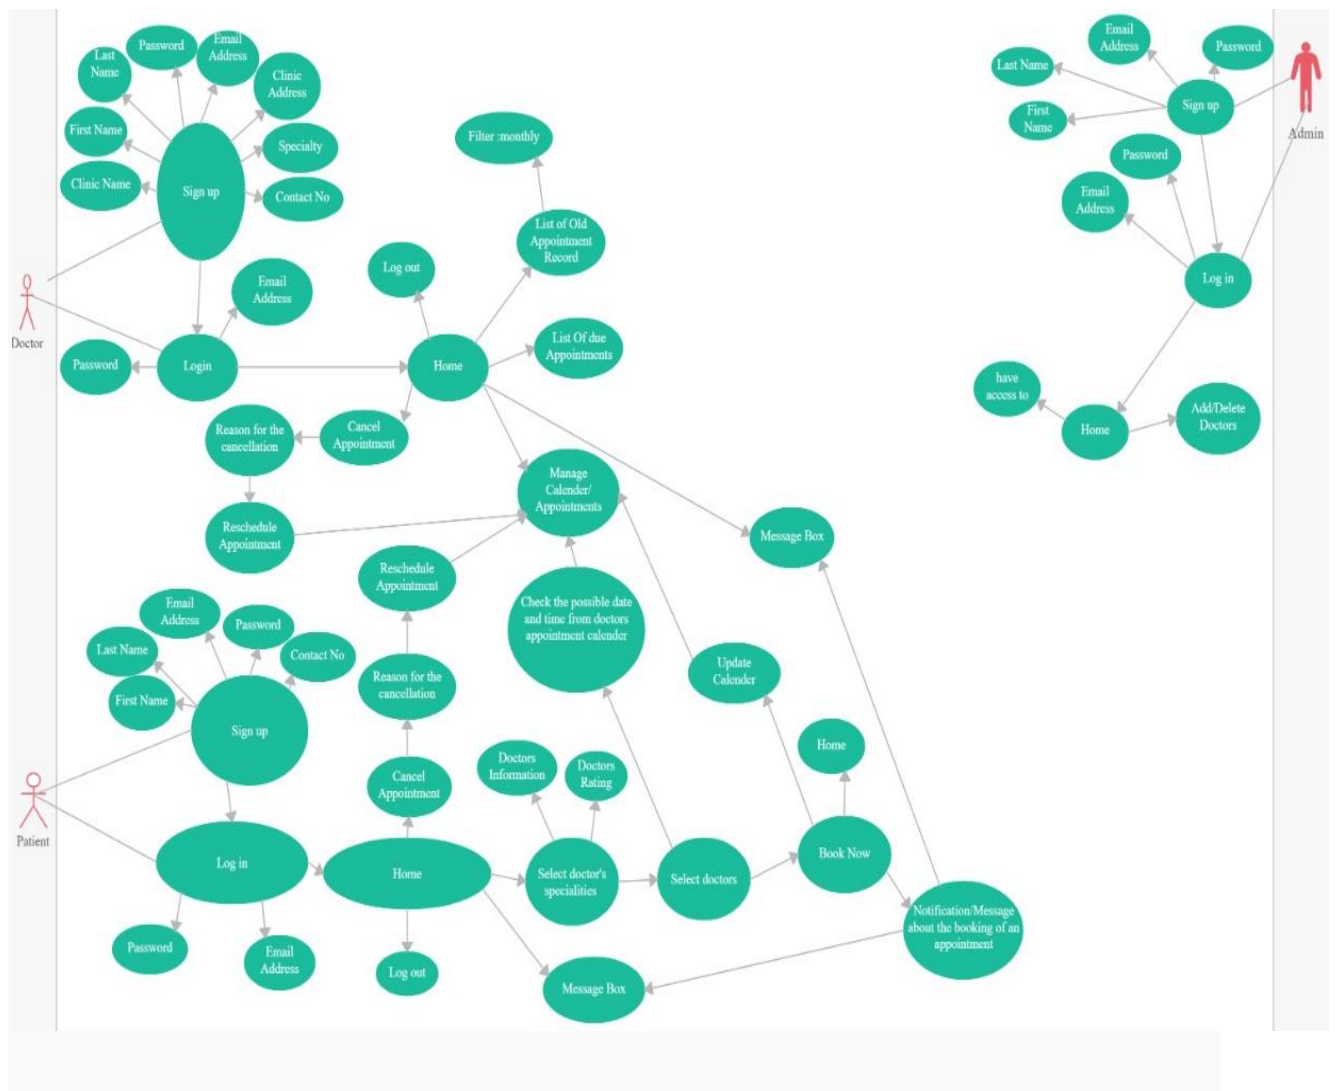 Last
Name
Password
Email
Address
Clinic
Address
First Name
Specialty
Clinic Name
Sign up
Contact No
Doctor
Email
Address
Password
Login
Log out
Home
Filter :monthly
List of Old
Appointment
Record
List Of due
Appointments
Cancel
Appointment
Reason for the
cancellation
Reschedule
Appointment
Manage
Calender/
Appointments
Message Box
Email
Address
Password
Last Name
First Name
Sign up
Admin
Password
Email
Address
Log in
have
access to
Home
Add/Delete
Doctors
Reschedule
Appointment
Reason for the
cancellation
Cancel
Appointment
Check the possible date
and time from doctors
appointment calender
Update
Calender
Home
Email
Address
Password
Last Name
Contact No
First Name
Sign up
Patient
Log in
Password
Email
Address
Home
Log out
Doctors
Information
Doctors
Rating
Select doctor's
specialities
Select doctors
Book Now
Notification/Message
about the booking of an
appointment
Message Box